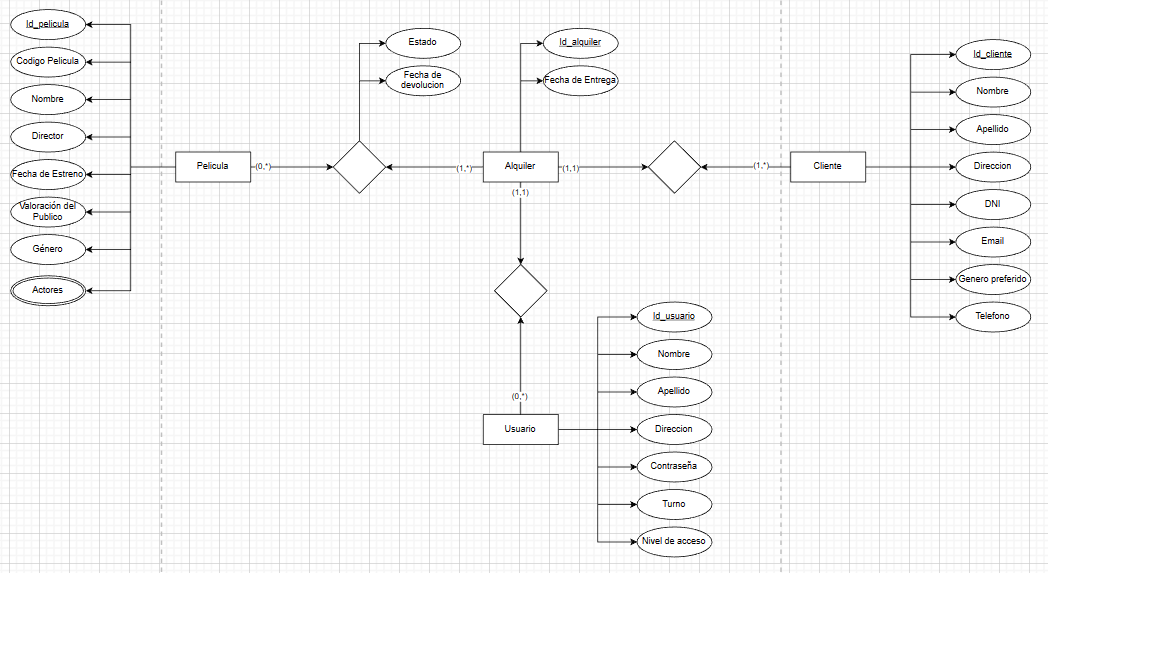 Id_pelicula
Codigo Pelicula
Nombre
Director
Fecha de Estreno
Valoración del
Publico
Género
Actores
Pelicula
(0,*)
Estado
Fecha de
devolucion
(1,*)
Alquiler
(1,1)
(1,1)
Id_alquiler
Fecha de Entrega
(1,*)
Cliente
Id_cliente
Nombre
Apellido
Direccion
DNI
Email
Genero preferido
Telefono
(0,*)
Usuario
Id_usuario
Nombre
Apellido
Direccion
Contraseña
Turno
Nivel de acceso